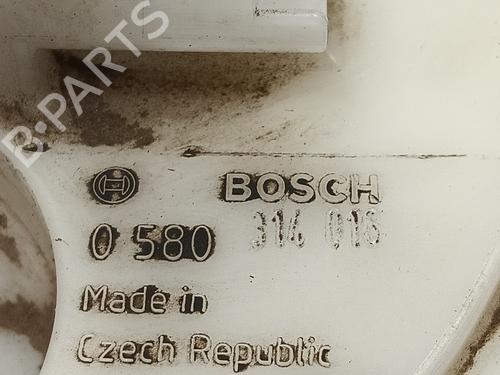 B-PARTS
BOSCH
0 580 314 016
Made in
Czech Republic